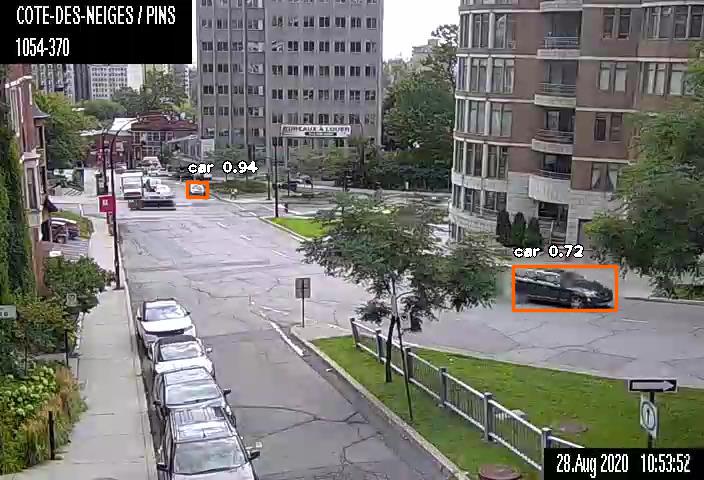 COTE-DES-NEIGES / PINS
1054-370
BUREAUX À LOUER
car 0.94
car 0.72
28.Aug 2020 10:53:52